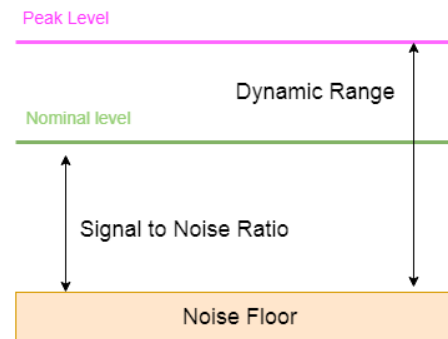 Peak Level
Dynamic Range
Nominal level
Signal to Noise Ratio
Noise Floor